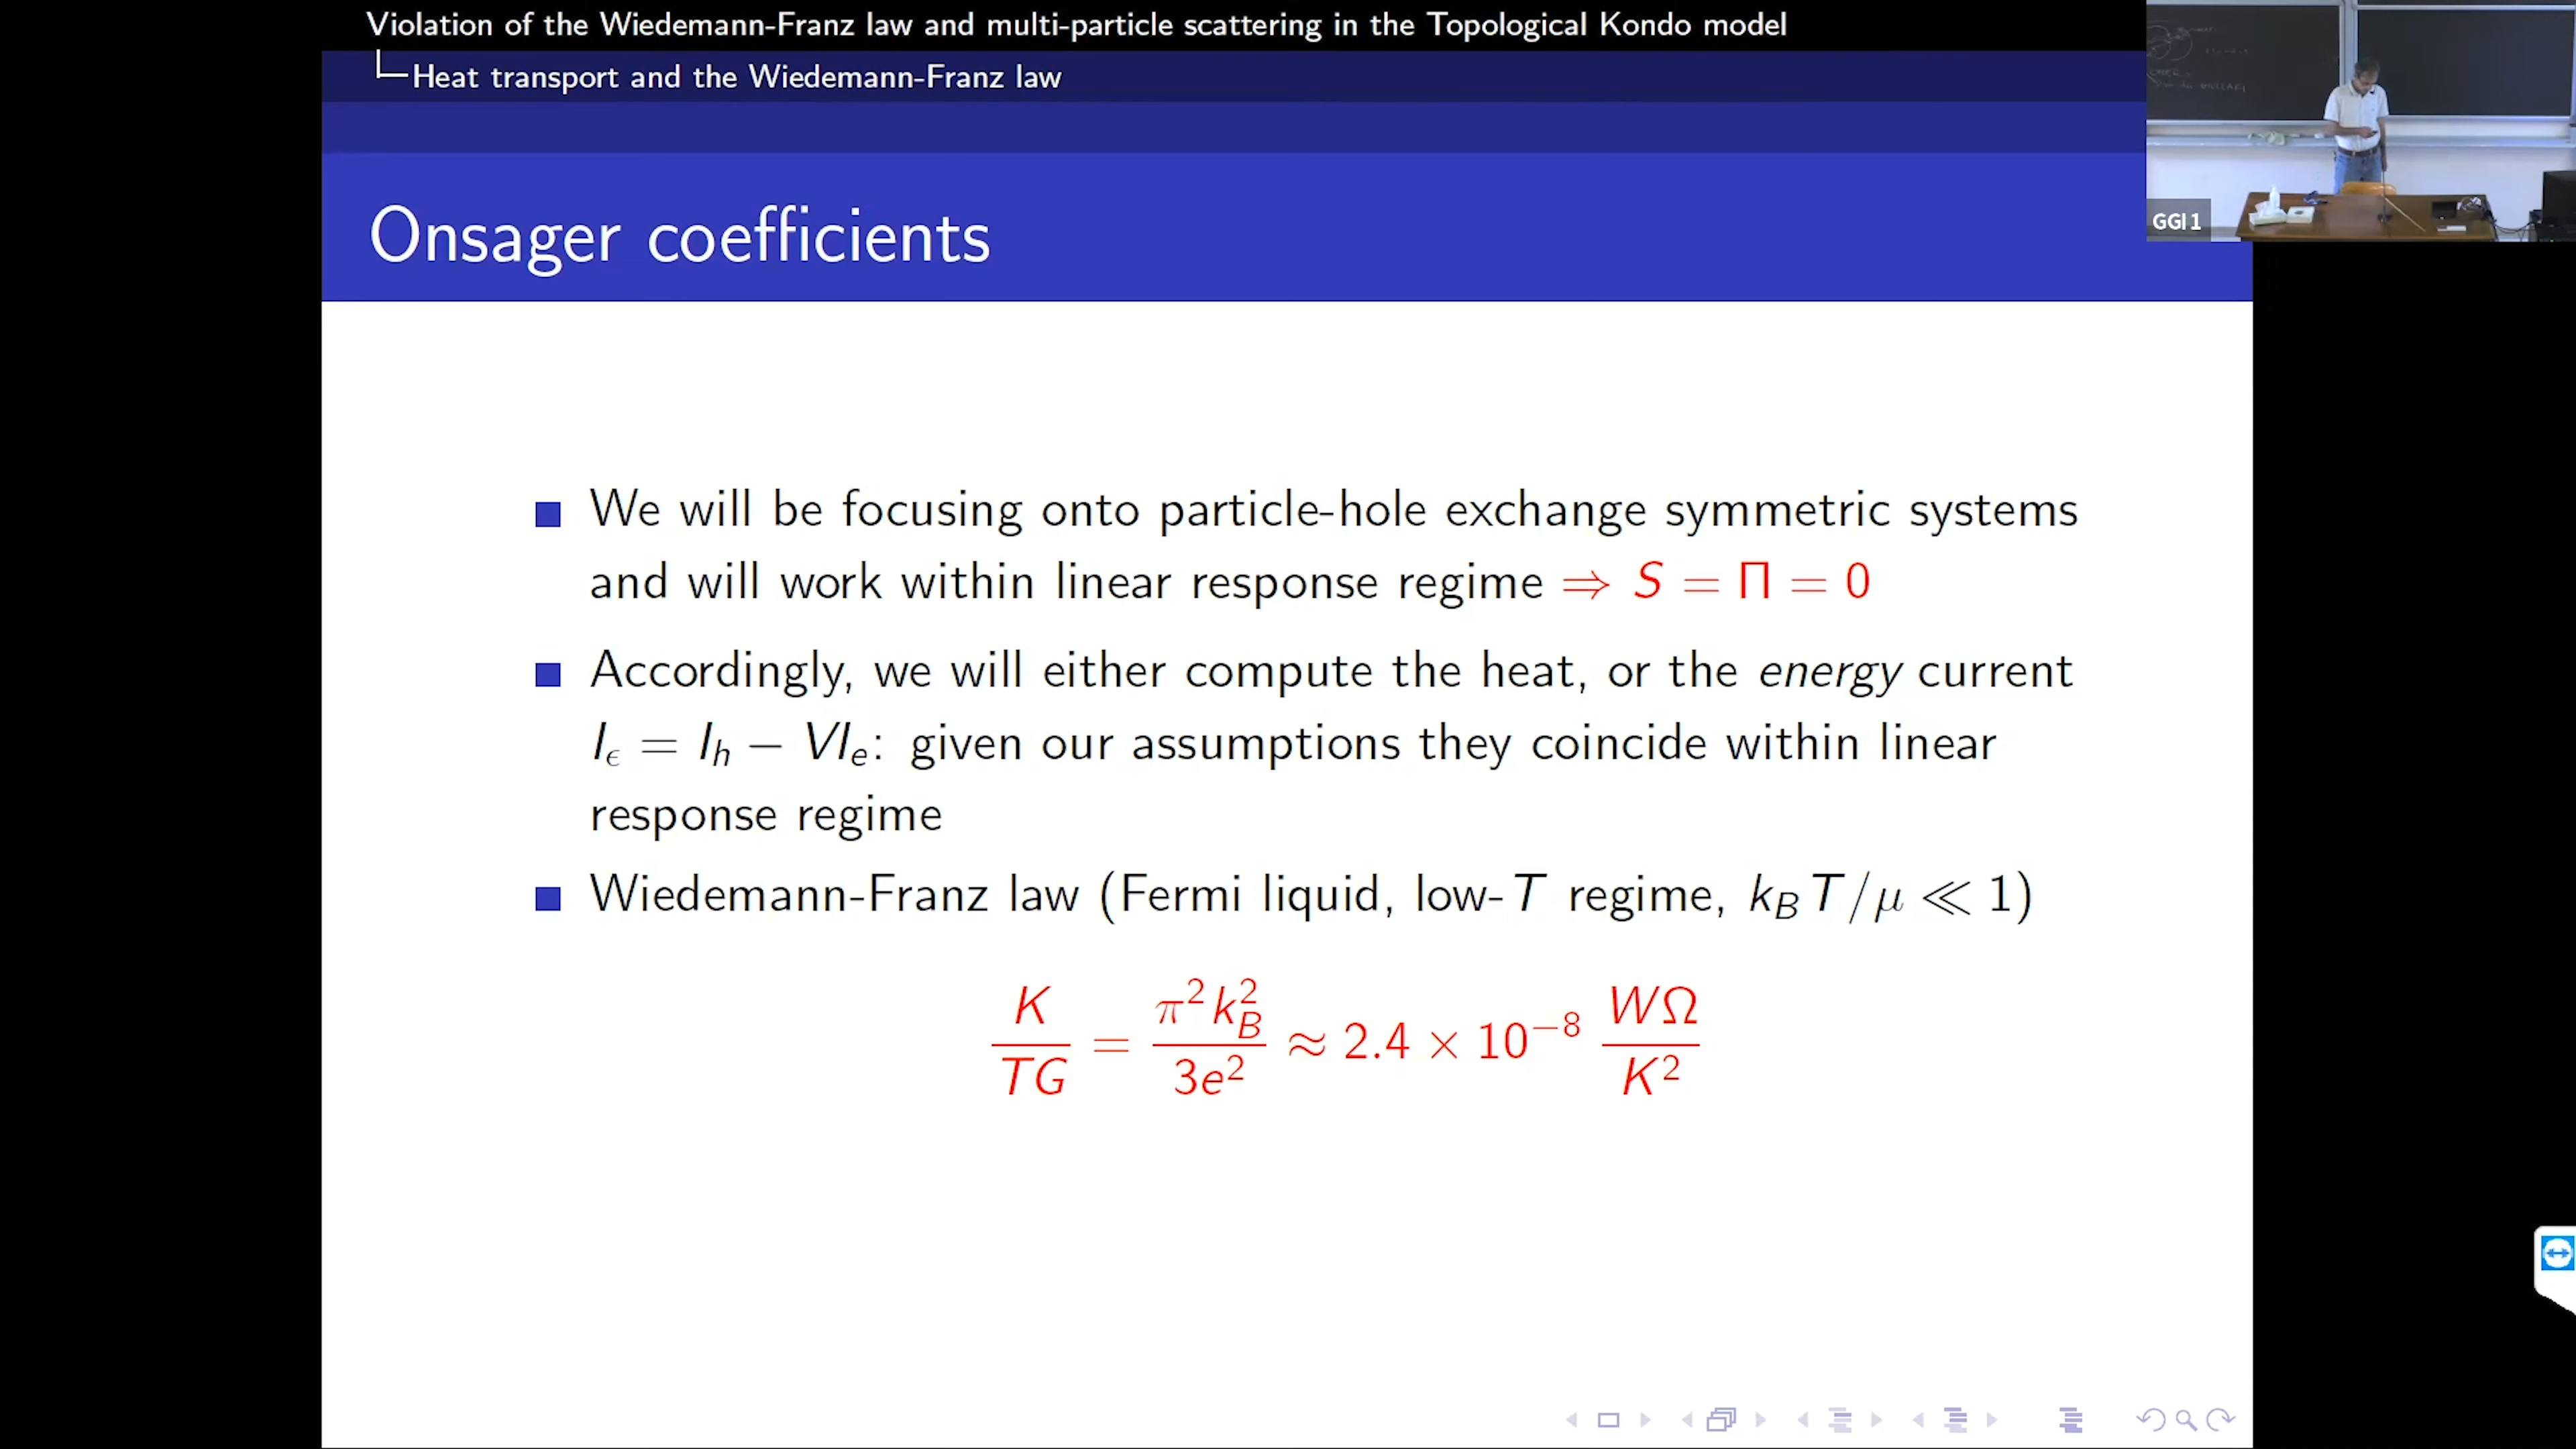 Violation of the Wiedemann-Franz law and multi-particle scattering in the Topological Kondo model
Heat transport and the Wiedemann-Franz law
Onsager coefficients
GGI 1
We will be focusing onto particle-hole exchange symmetric systems
and will work within linear response regime ⇒ S = Π = 0
Accordingly, we will either compute the heat, or the energy current
I_ϵ = I_h − VI_e: given our assumptions they coincide within linear
response regime
Wiedemann-Franz law (Fermi liquid, low-T regime, k_B T/μ ≪ 1)
K/TG = π²k_B²/3e² ≈ 2.4 × 10⁻⁸ WΩ/K²